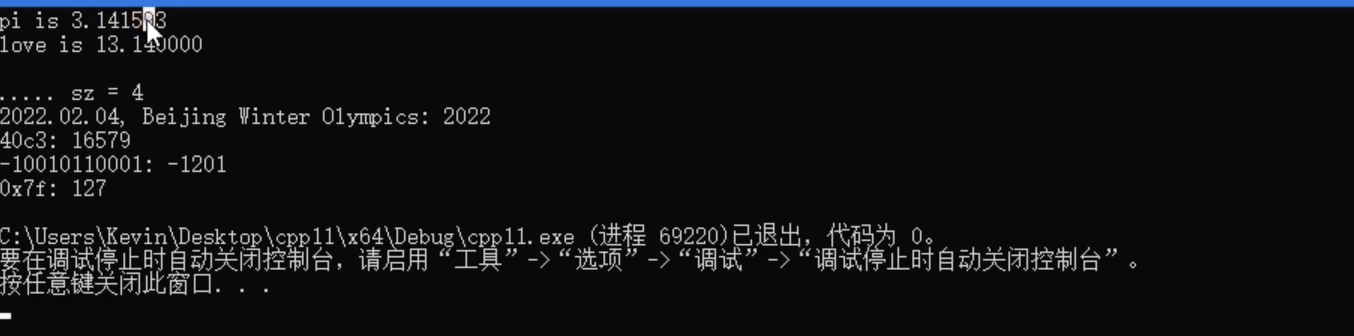 pi is 3.141593
love is 13.140000
..... sz = 4
2022.02.04, Beijing Winter Olympics: 2022
40c3: 16579
-10010110001: -1201
0x7f: 127
C:\Users\Kevin\Desktop\cpp11\x64\Debug\cpp11.exe (进程 69220)已退出，代码为 0。
要在调试停止时自动关闭控制台，请启用“工具”->“选项”->“调试”->“调试停止时自动关闭控制台”。
按任意键关闭此窗口. . .